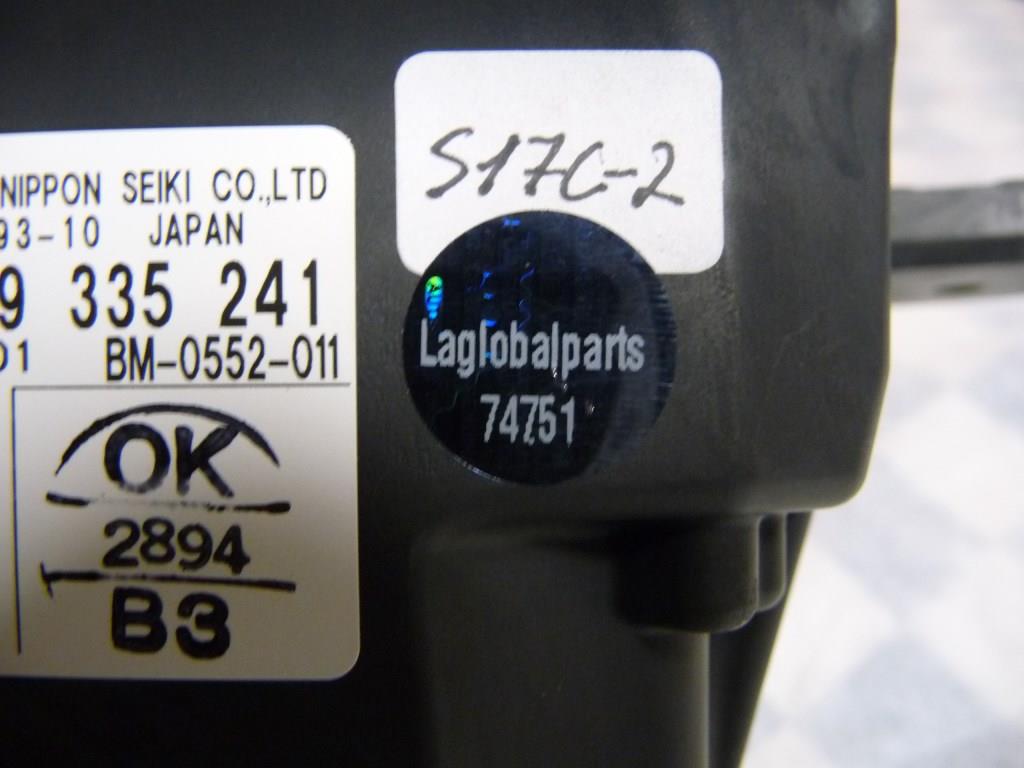 NIPPON SEIKI CO.,LTD
93-10 JAPAN
9 335 241
01 BM-0552-011
OK
2894
B3
S17C-2
Laglobalparts
74751